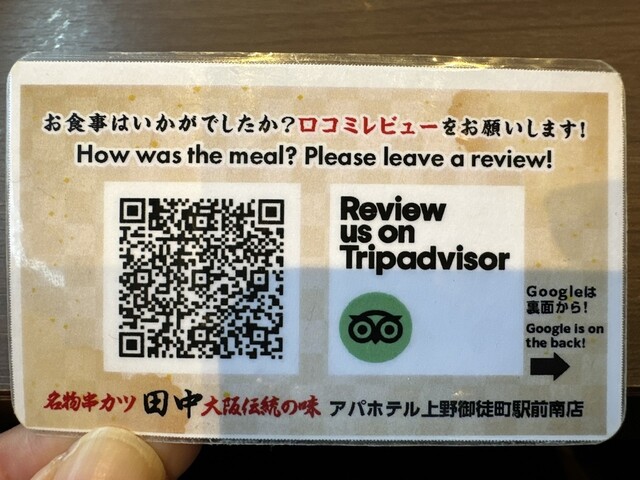 お食事はいかがでしたか?口コミレビューをお願いします!
How was the meal? Please leave a review!
Review
us on
Tripadvisor
Googleは
裏面から!
Google is on
the back!
名物串カツ 田中 大阪伝統の味 アパホテル上野御徒町駅前南店